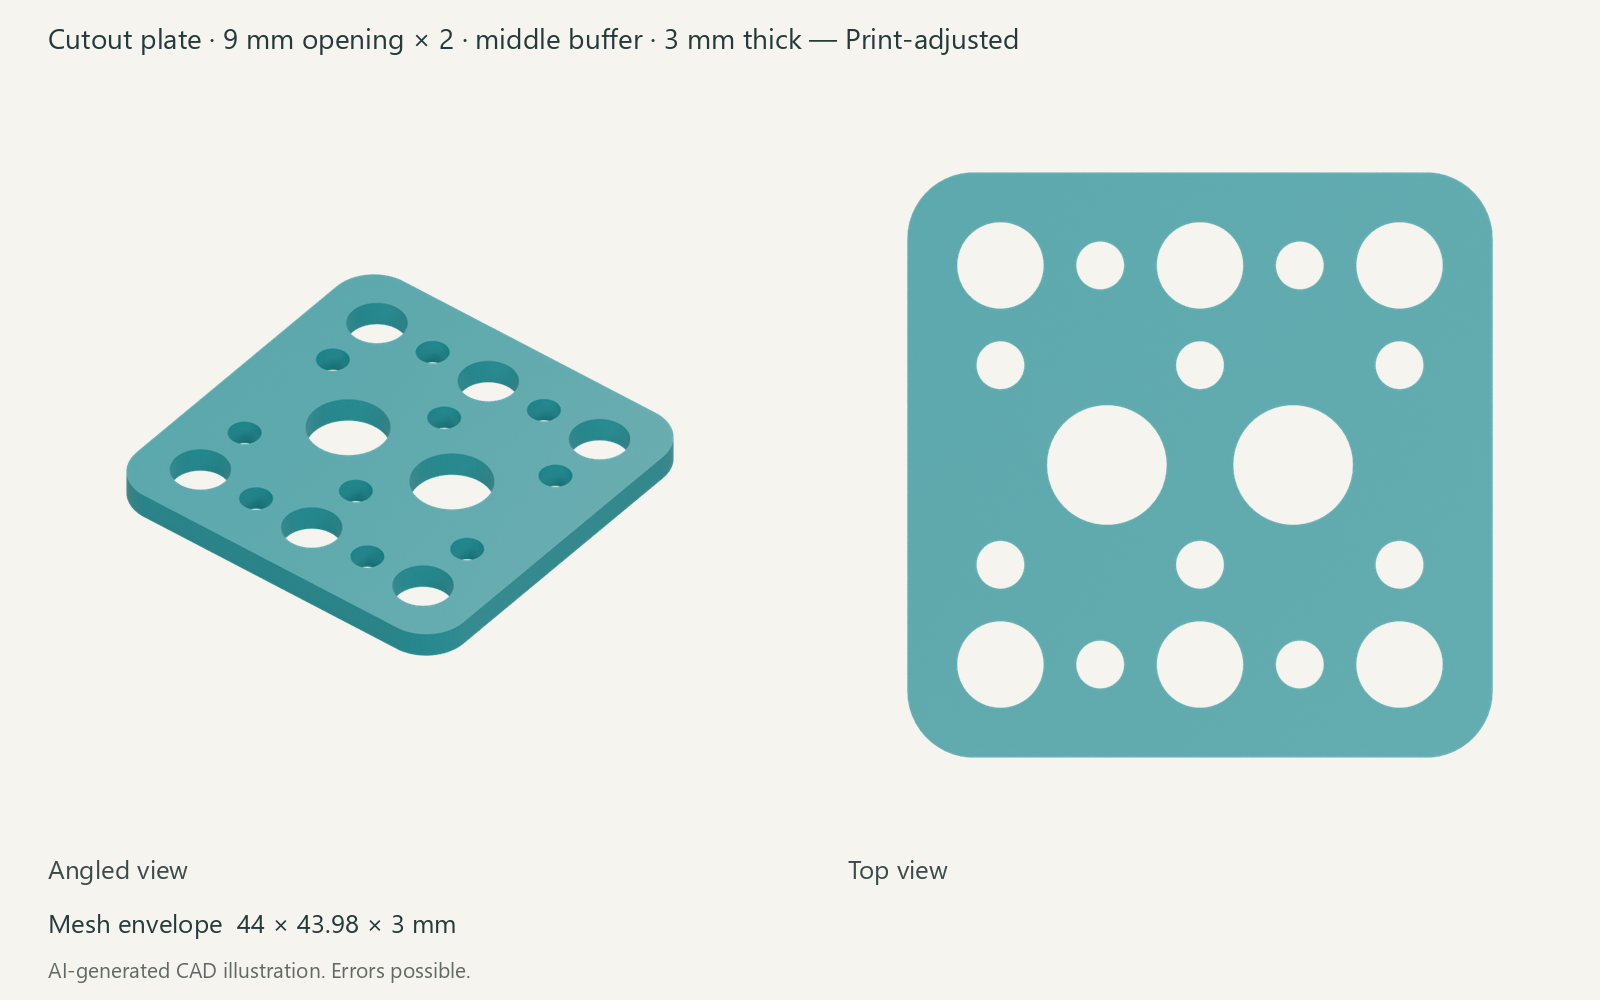 Cutout plate · 9 mm opening × 2 · middle buffer · 3 mm thick — Print-adjusted
Angled view
Top view
Mesh envelope 44 × 43.98 × 3 mm
AI-generated CAD illustration. Errors possible.